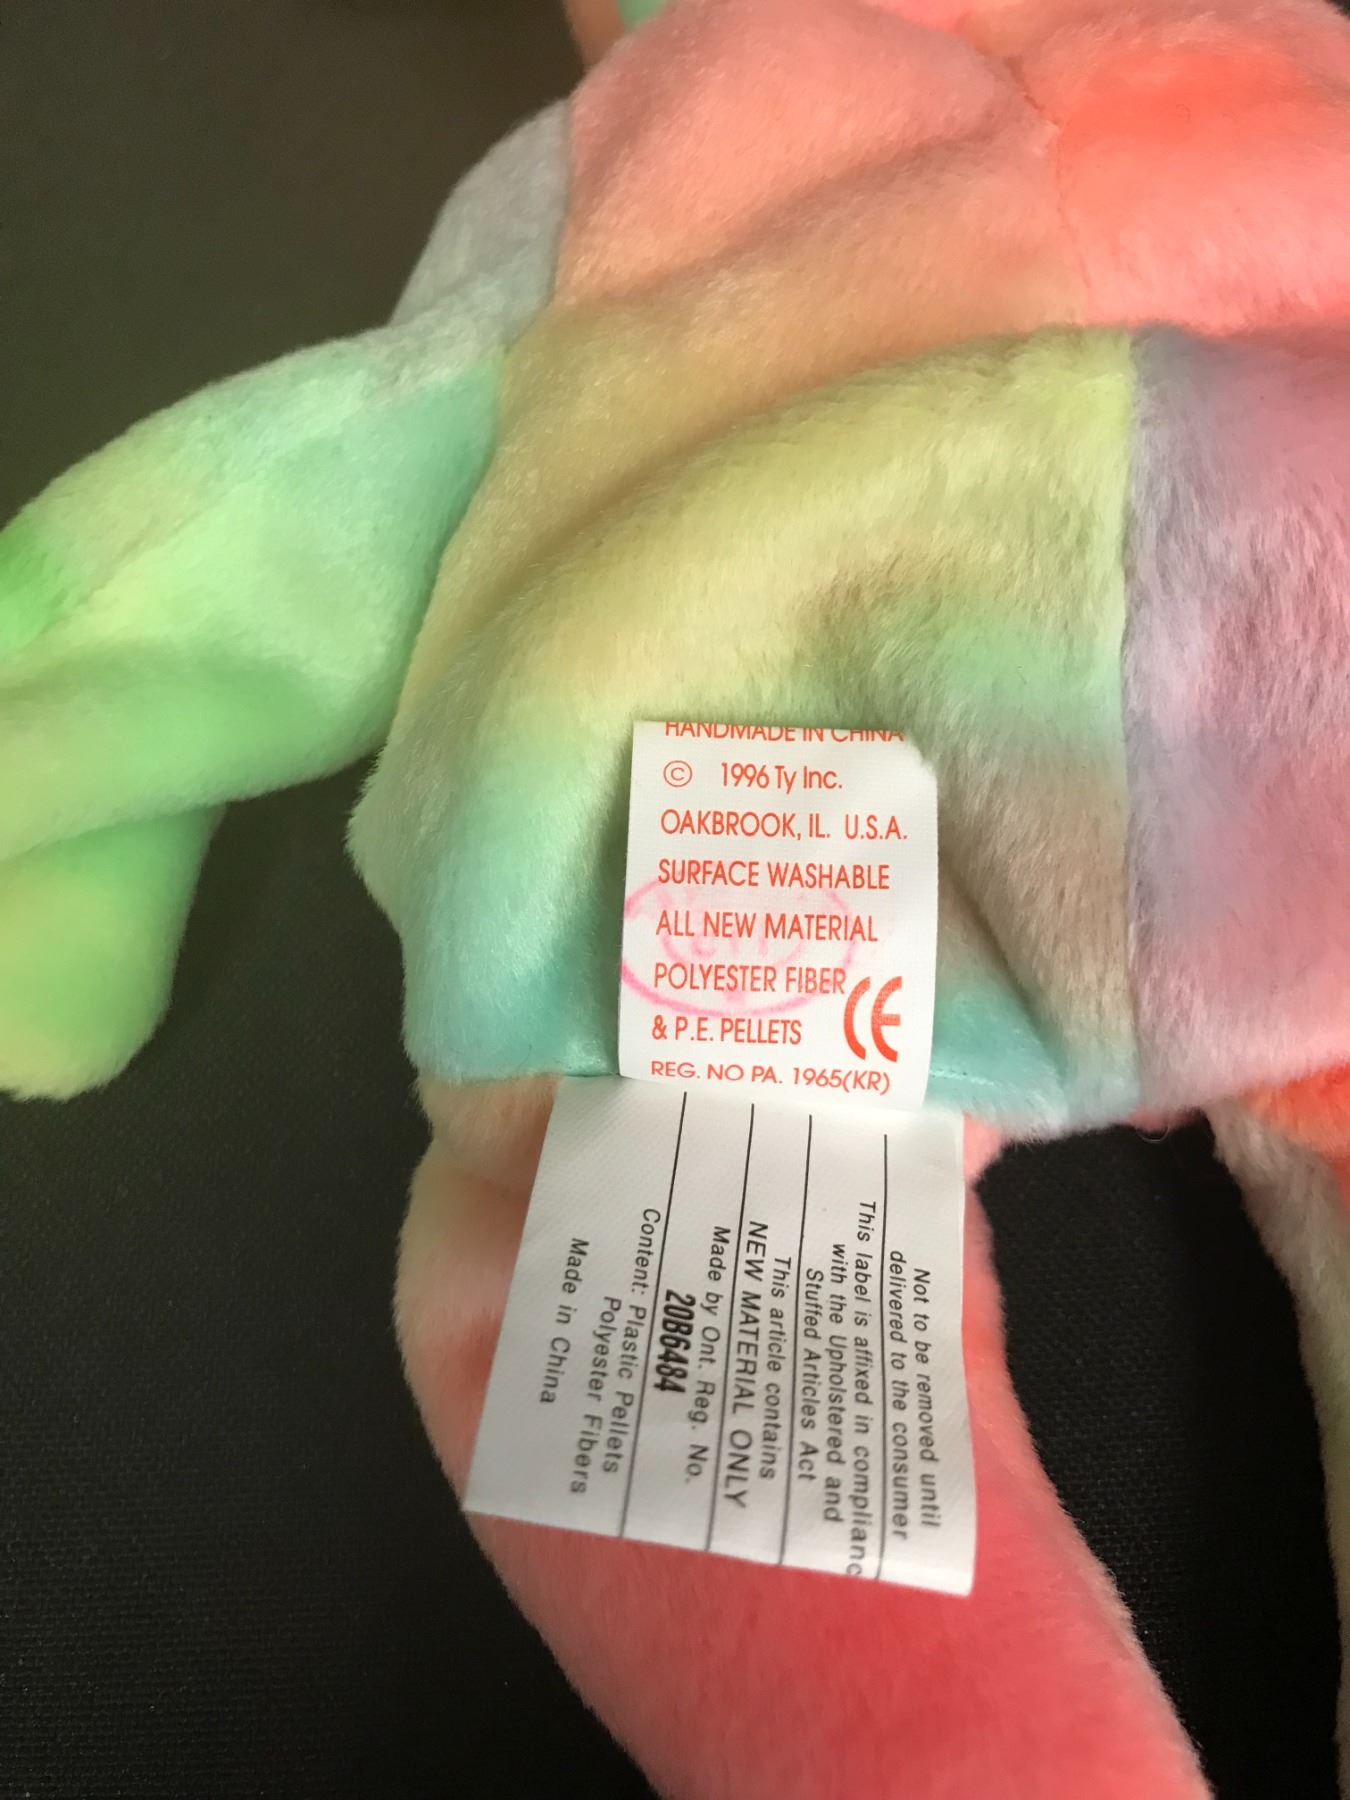 HANDMADE IN CHINA
© 1996 Ty Inc.
OAKBROOK, IL. U.S.A.
SURFACE WASHABLE
ALL NEW MATERIAL
POLYESTER FIBER
& P.E. PELLETS CE
REG. NO PA. 1965(KR)
Not to be removed until
delivered to the consumer
This label is affixed in complianc
with the Upholstered and
Stuffed Articles Act
This article contains
NEW MATERIAL ONLY
Made by Ont. Reg. No.
20B6484
Content: Plastic Pellets
Polyester Fibers
Made in China